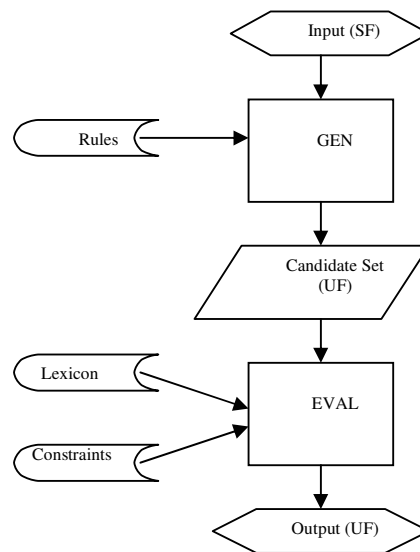 Input (SF)
Rules
GEN
Candidate Set
(UF)
Lexicon
EVAL
Constraints
Output (UF)